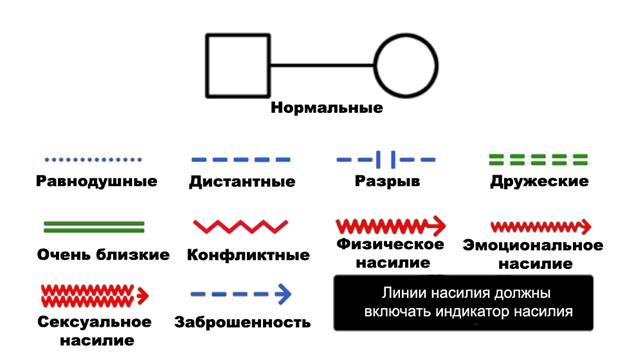 Нормальные
Равнодушные
Дистантные
Разрыв
Дружеские
Очень близкие
Конфликтные
Физическое
насилие
Эмоциональное
насилие
Сексуальное
насилие
Заброшенность
Линии насилия должны
включать индикатор насилия